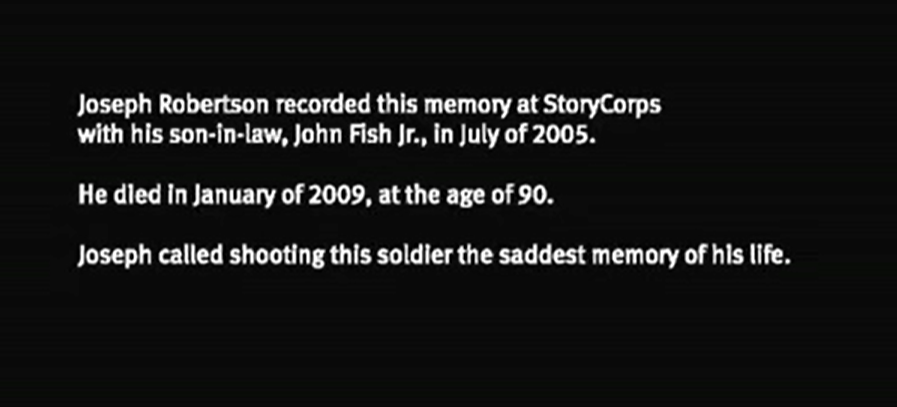 Joseph Robertson recorded this memory at StoryCorps
with his son-in-law, John Fish Jr., in July of 2005.
He died in January of 2009, at the age of 90.
Joseph called shooting this soldier the saddest memory of his life.